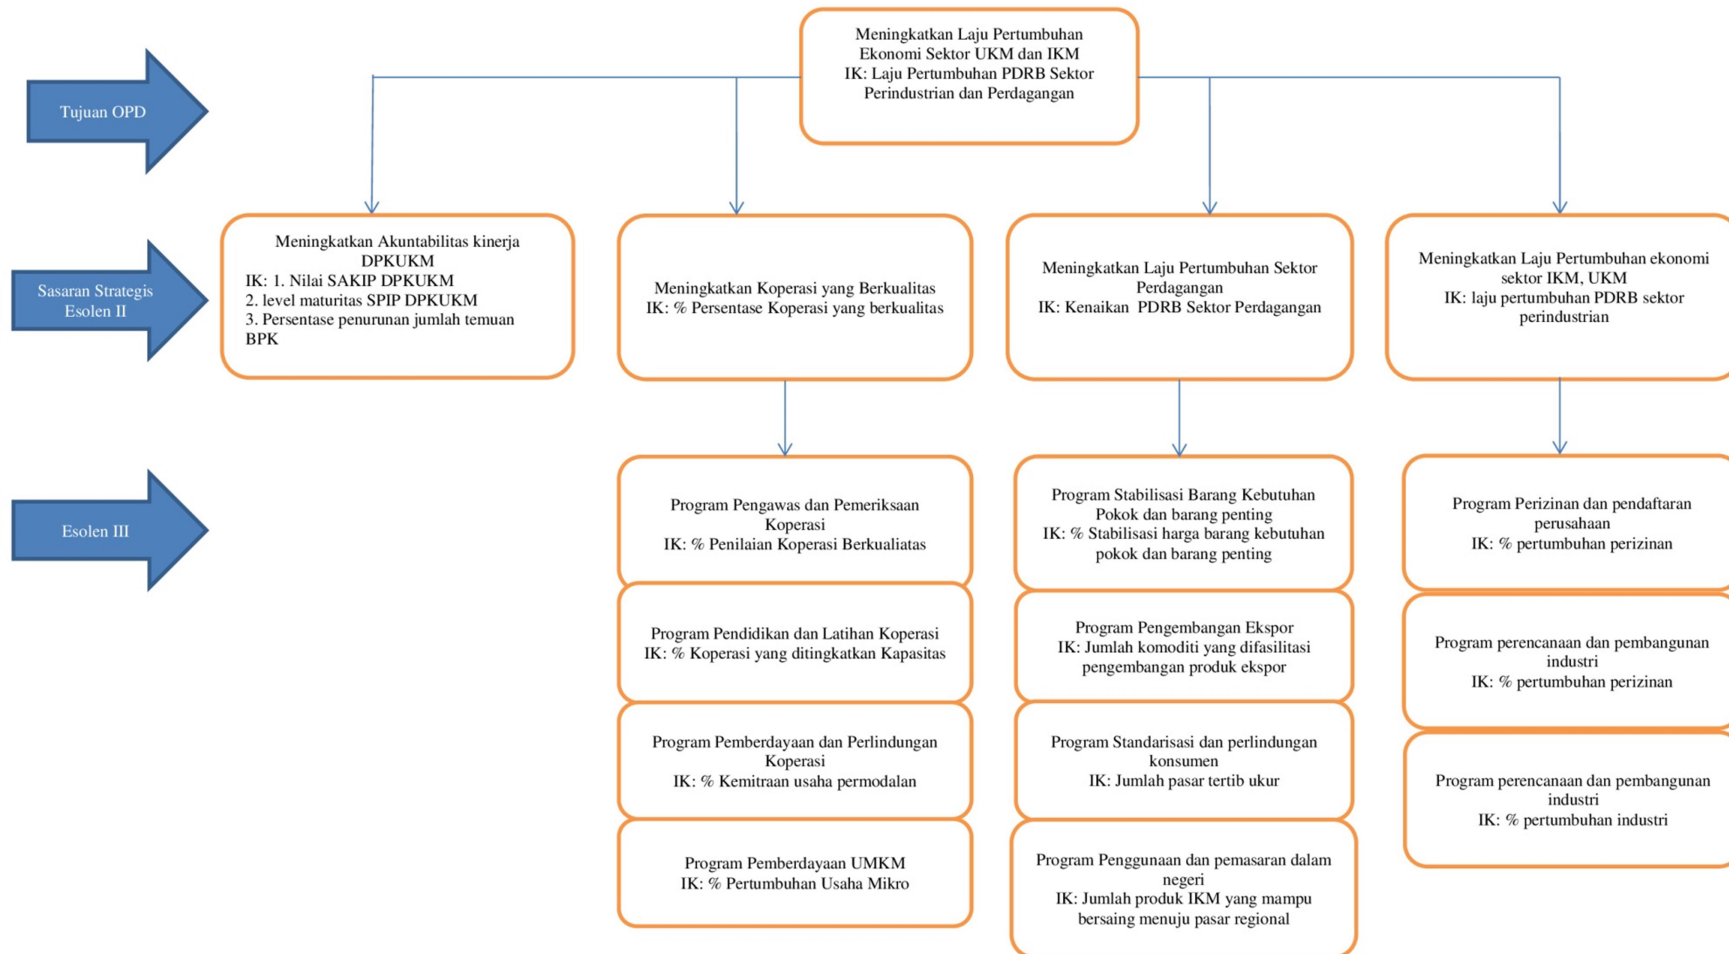 Meningkatkan Laju Pertumbuhan
Ekonomi Sektor UKM dan IKM
IK: Laju Pertumbuhan PDRB Sektor
Perindustrian dan Perdagangan
Tujuan OPD
Meningkatkan Akuntabilitas kinerja
DPKUKM
IK: 1. Nilai SAKIP DPKUKM
2. level maturitas SPIP DPKUKM
3. Persentase penurunan jumlah temuan
BPK
Meningkatkan Koperasi yang Berkualitas
IK: % Persentase Koperasi yang berkualitas
Meningkatkan Laju Pertumbuhan Sektor
Perdagangan
IK: Kenaikan PDRB Sektor Perdagangan
Meningkatkan Laju Pertumbuhan ekonomi
sektor IKM, UKM
IK: laju pertumbuhan PDRB sektor
perindustrian
Sasaran Strategis
Esolen II
Esolen III
Program Pengawas dan Pemeriksaan
Koperasi
IK: % Penilaian Koperasi Berkualiatas
Program Pendidikan dan Latihan Koperasi
IK: % Koperasi yang ditingkatkan Kapasitas
Program Pemberdayaan dan Perlindungan
Koperasi
IK: % Kemitraan usaha permodalan
Program Pemberdayaan UMKM
IK: % Pertumbuhan Usaha Mikro
Program Stabilisasi Barang Kebutuhan
Pokok dan barang penting
IK: % Stabilisasi harga barang kebutuhan
pokok dan barang penting
Program Pengembangan Ekspor
IK: Jumlah komoditi yang difasilitasi
pengembangan produk ekspor
Program Standarisasi dan perlindungan
konsumen
IK: Jumlah pasar tertib ukur
Program Penggunaan dan pemasaran dalam
negeri
IK: Jumlah produk IKM yang mampu
bersaing menuju pasar regional
Program Perizinan dan pendaftaran
perusahaan
IK: % pertumbuhan perizinan
Program perencanaan dan pembangunan
industri
IK: % pertumbuhan perizinan
Program perencanaan dan pembangunan
industri
IK: % pertumbuhan industri